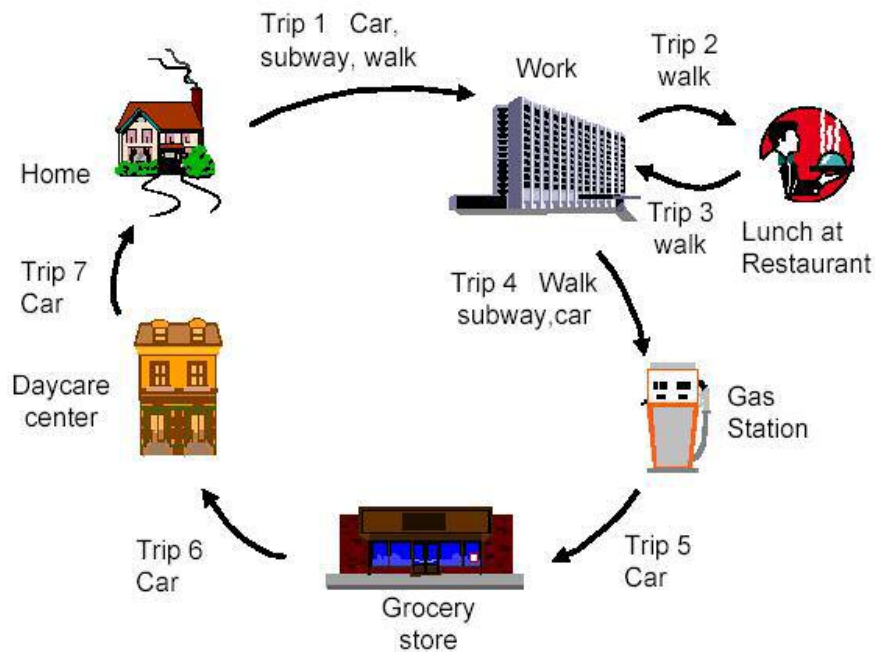 Trip 1 Car,
subway, walk
Work
Trip 2
walk
Home
Trip 3
walk
Lunch at
Restaurant
Trip 7
Car
Trip 4 Walk
subway,car
Daycare
center
Gas
Station
Trip 6
Car
Trip 5
Car
Grocery
store